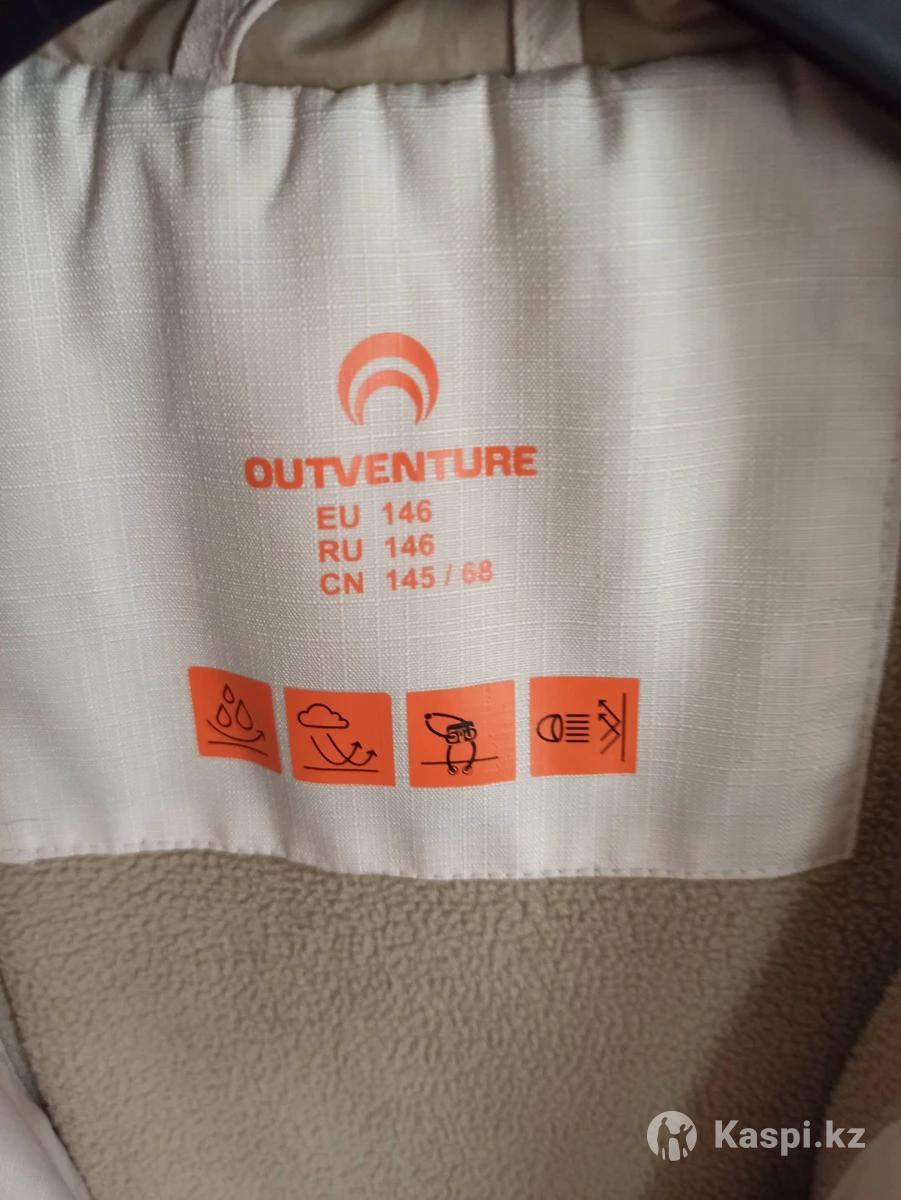 OUTVENTURE
EU 146
RU 146
CN 145 / 68
Kaspi.kz